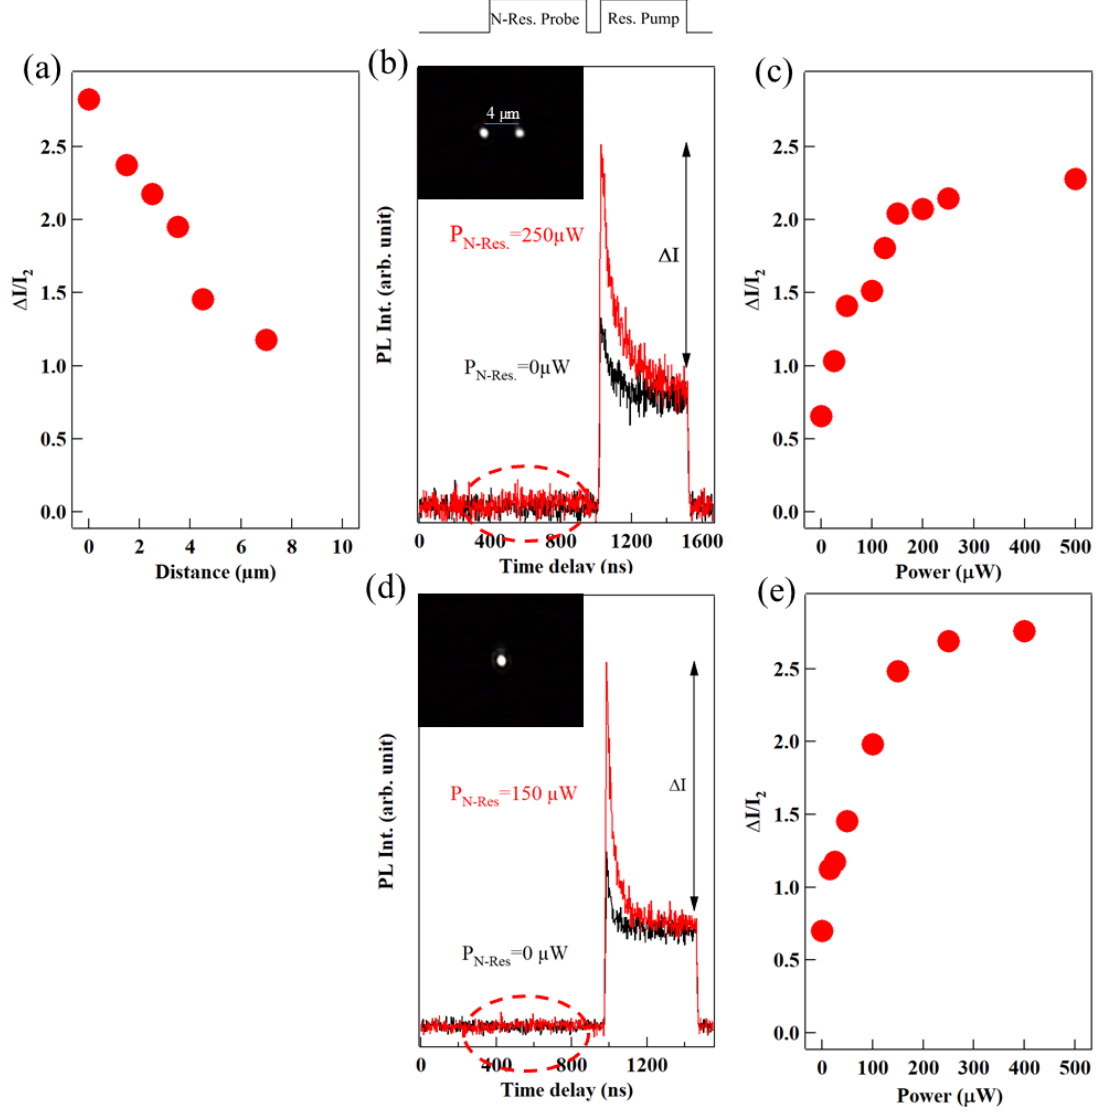 N-Res. Probe
Res. Pump
(a)
2.5
2.0
1.5
1.0
0.5
0.0
ΔI/I2
0 2 4 6 8 10
Distance (µm)
(b)
4 µm
PN-Res.=250µW
ΔI
PN-Res.=0µW
PL Int. (arb. unit)
0 400 800 1200 1600
Time delay (ns)
(c)
2.5
2.0
1.5
1.0
0.5
0.0
ΔI/I2
0 100 200 300 400 500
Power (µW)
(d)
PN-Res=150 µW
ΔI
PN-Res=0 µW
PL Int. (arb. unit)
0 400 800 1200
Time delay (ns)
(e)
2.5
2.0
1.5
1.0
0.5
0.0
ΔI/I2
0 100 200 300 400 500
Power (µW)